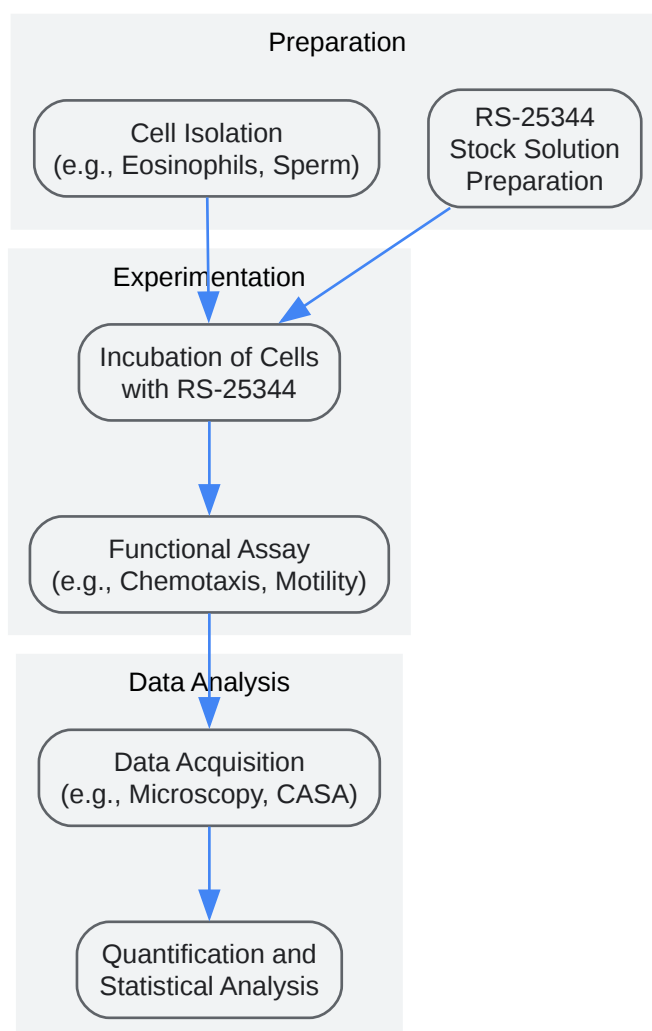 Preparation
Cell Isolation
(e.g., Eosinophils, Sperm)
RS-25344
Stock Solution
Preparation
Experimentation
Incubation of Cells
with RS-25344
Functional Assay
(e.g., Chemotaxis, Motility)
Data Analysis
Data Acquisition
(e.g., Microscopy, CASA)
Quantification and
Statistical Analysis